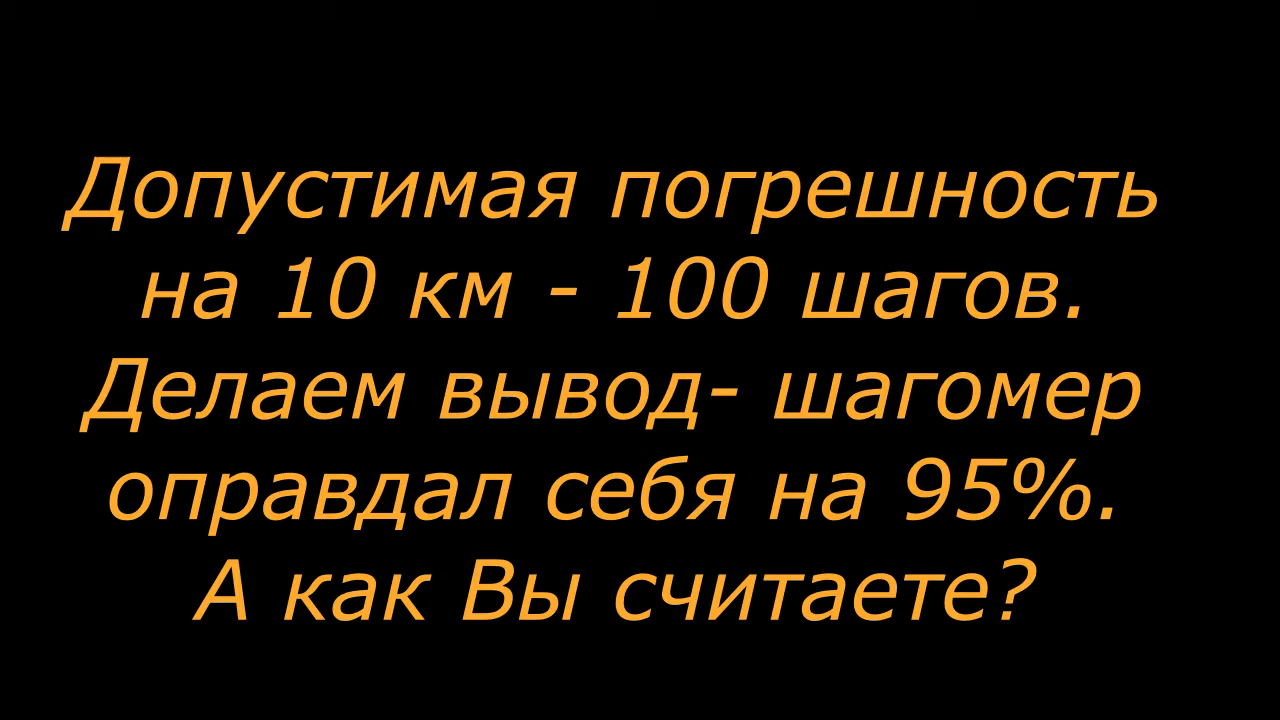 Допустимая погрешность
на 10 км - 100 шагов.
Делаем вывод- шагомер
оправдал себя на 95%.
А как Вы считаете?